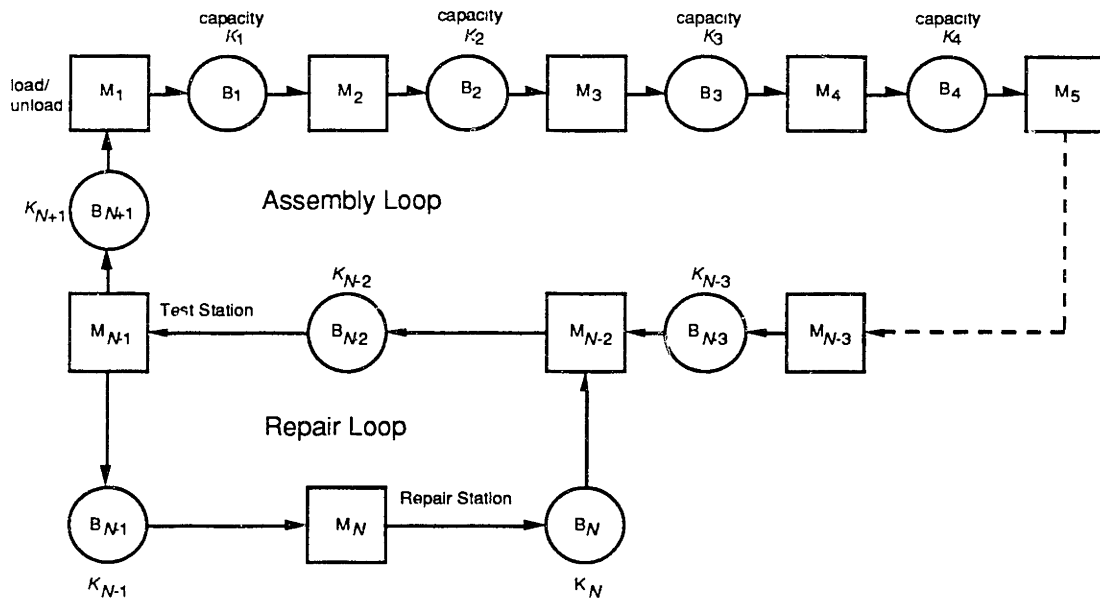 capacity
K1
capacity
K2
capacity
K3
capacity
K4
load/
unload
M1
B1
M2
B2
M3
B3
M4
B4
M5
KN+1
BN+1
Assembly Loop
KN-2
KN-3
Test Station
MN-1
BN-2
MN-2
BN-3
MN-3
Repair Loop
Repair Station
BN-1
MN
BN
KN-1
KN